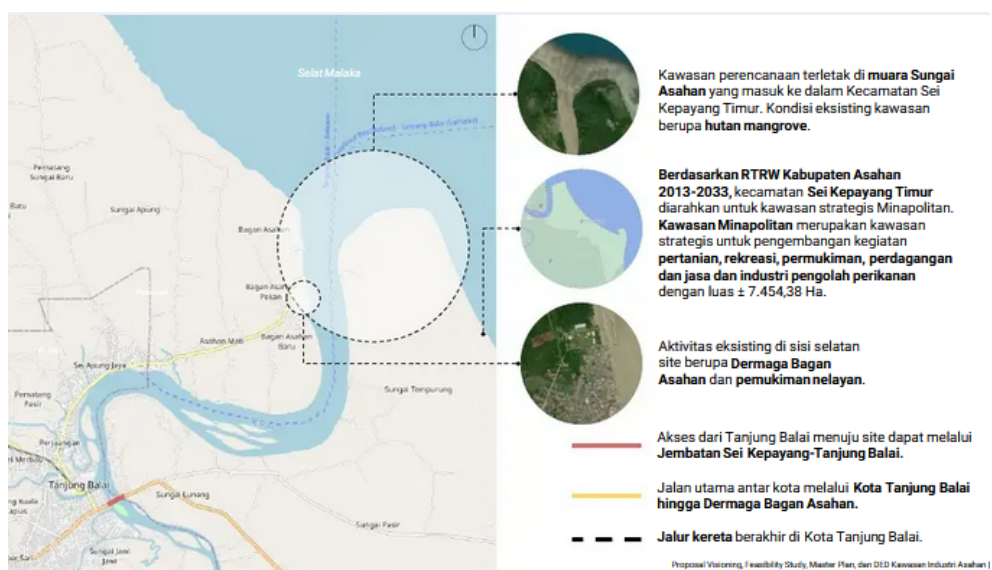 Selat Malaka
Pematang
Sungai Baru
Batu
Sungai Apung
Bagan Asahan
Bagan Asahan
Pekan
Asahan Mati
Bagan Asahan
Baru
Sei Apung Jaya
Pematang
Pasir
Sungai Tempurung
Perjuangan
Merbau
Tanjung Balai
Sungai Lunang
Kuala
Kapias
Sungai Pasir
Sungai Jawi
Jawi
Kawasan perencanaan terletak di muara Sungai
Asahan yang masuk ke dalam Kecamatan Sei
Kepayang Timur. Kondisi eksisting kawasan
berupa hutan mangrove.
Berdasarkan RTRW Kabupaten Asahan
2013-2033, kecamatan Sei Kepayang Timur
diarahkan untuk kawasan strategis Minapolitan.
Kawasan Minapolitan merupakan kawasan
strategis untuk pengembangan kegiatan
pertanian, rekreasi, permukiman, perdagangan
dan jasa dan industri pengolah perikanan
dengan luas ± 7.454,38 Ha.
Aktivitas eksisting di sisi selatan
site berupa Dermaga Bagan
Asahan dan pemukiman nelayan.
Akses dari Tanjung Balai menuju site dapat melalui
Jembatan Sei Kepayang-Tanjung Balai.
Jalan utama antar kota melalui Kota Tanjung Balai
hingga Dermaga Bagan Asahan.
Jalur kereta berakhir di Kota Tanjung Balai.
Proposal Visioning, Feasibility Study, Master Plan, dan DED Kawasan Industri Asahan |